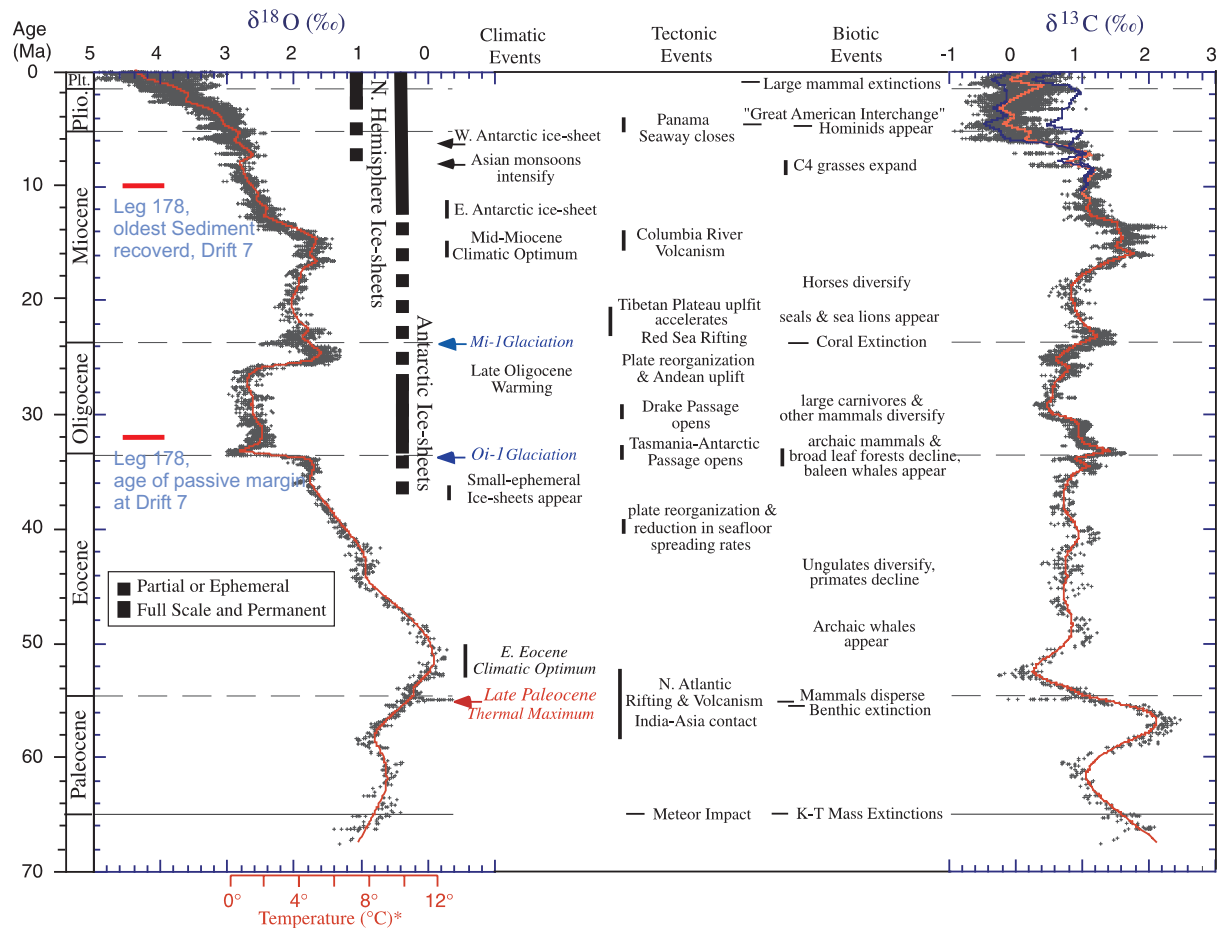 Age
(Ma)
δ18O (‰)
5
4
3
2
1
0
Climatic
Events
Tectonic
Events
Biotic
Events
δ13C (‰)
-1
0
1
2
3
0
10
20
30
40
50
60
70
Plt.
Plio.
Miocene
Oligocene
Eocene
Paleocene
N. Hemisphere Ice-sheets
Antarctic Ice-sheets
Leg 178,
oldest Sediment
recoverd, Drift 7
Leg 178,
age of passive margin
at Drift 7
Partial or Ephemeral
Full Scale and Permanent
W. Antarctic ice-sheet
Asian monsoons
intensify
E. Antarctic ice-sheet
Mid-Miocene
Climatic Optimum
Mi-1Glaciation
Late Oligocene
Warming
Oi-1Glaciation
Small-ephemeral
Ice-sheets appear
E. Eocene
Climatic Optimum
Late Paleocene
Thermal Maximum
Panama
Seaway closes
Columbia River
Volcanism
Tibetan Plateau uplfit
accelerates
Red Sea Rifting
Plate reorganization
& Andean uplift
Drake Passage
opens
Tasmania-Antarctic
Passage opens
plate reorganization &
reduction in seafloor
spreading rates
N. Atlantic
Rifting & Volcanism
India-Asia contact
Meteor Impact
Large mammal extinctions
"Great American Interchange"
Hominids appear
C4 grasses expand
Horses diversify
seals & sea lions appear
Coral Extinction
large carnivores &
other mammals diversify
archaic mammals &
broad leaf forests decline,
baleen whales appear
Ungulates diversify,
primates decline
Archaic whales
appear
Mammals disperse
Benthic extinction
K-T Mass Extinctions
0°
4°
8°
12°
Temperature (°C)*